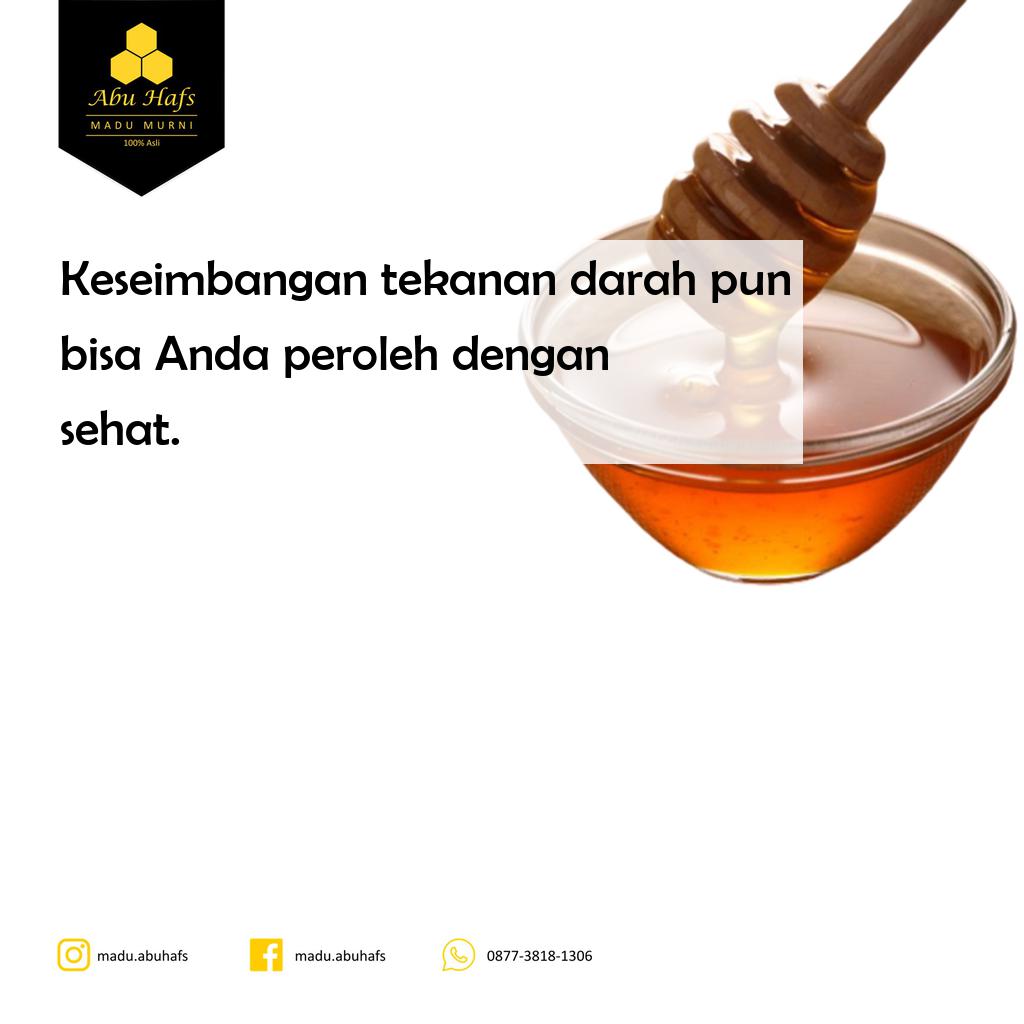 Abu Hafs
MADU MURNI
100% Asli
Keseimbangan tekanan darah pun
bisa Anda peroleh dengan
sehat.
madu.abuhafs
madu.abuhafs
0877-3818-1306